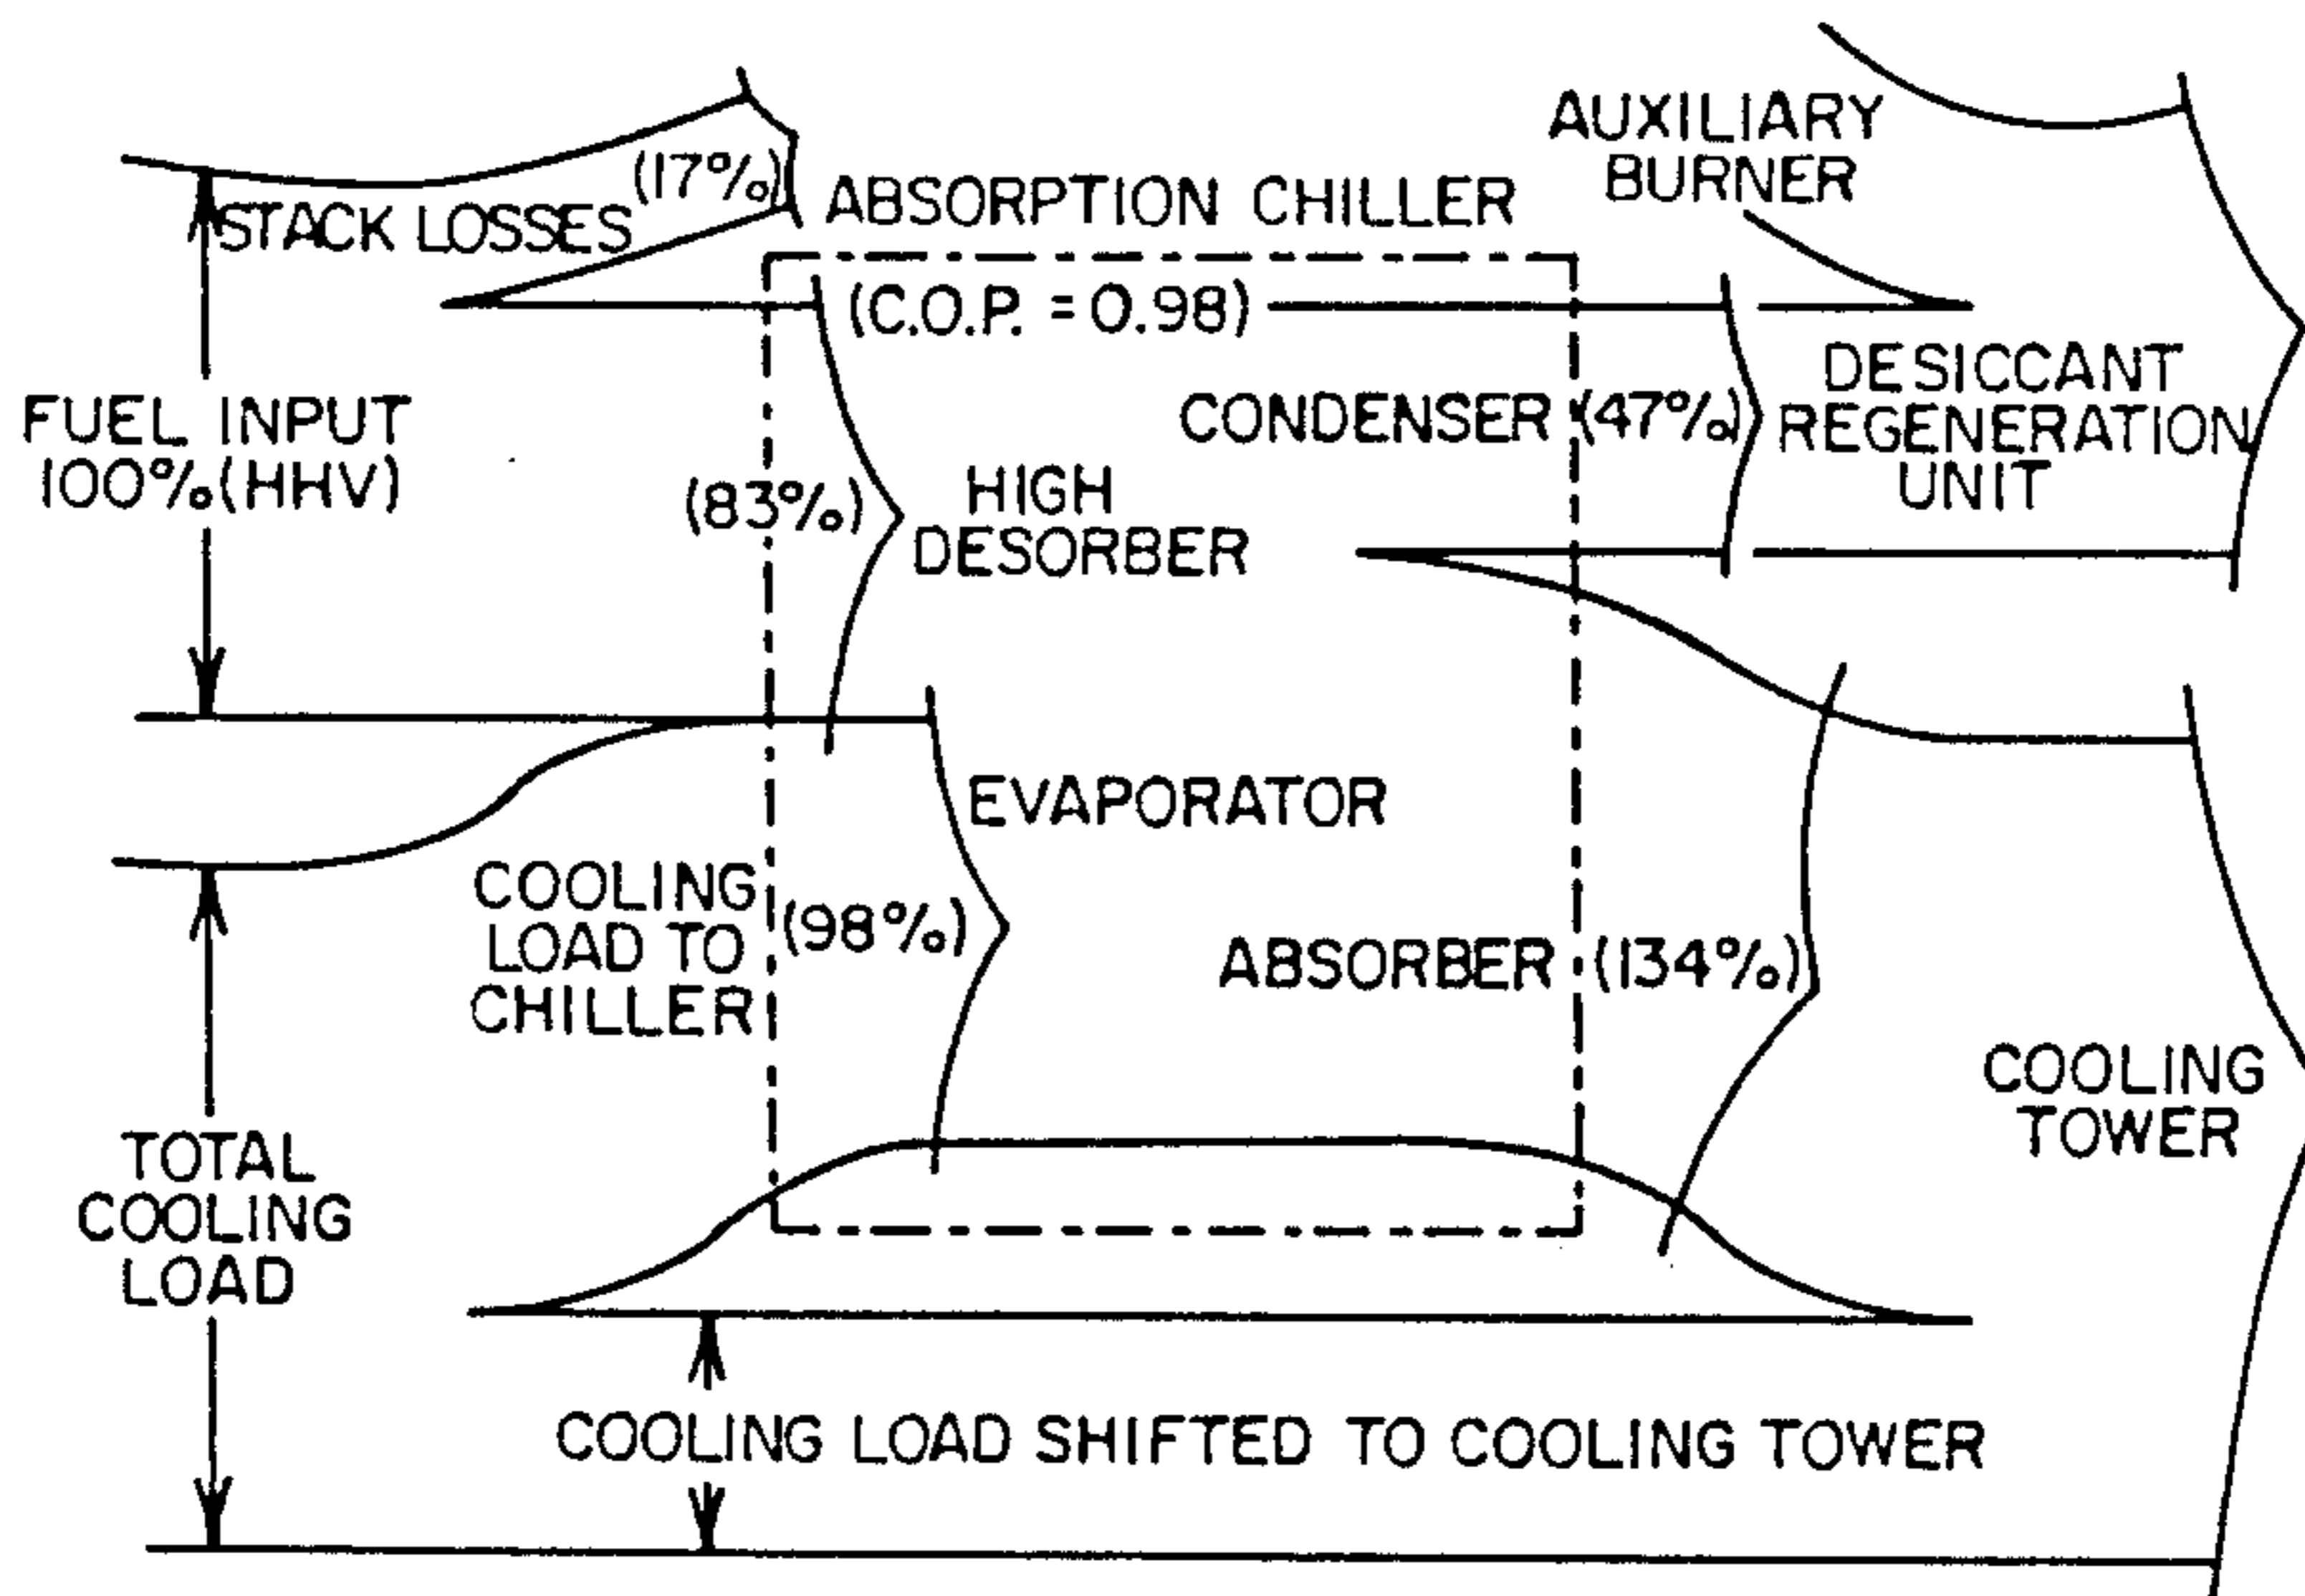 AUXILIARY
BURNER
(17%)
STACK LOSSES
ABSORPTION CHILLER
(C.O.P. = 0.98)
FUEL INPUT
100%(HHV)
(83%)
HIGH
DESORBER
CONDENSER (47%)
DESICCANT
REGENERATION
UNIT
EVAPORATOR
COOLING
LOAD TO
CHILLER
(98%)
ABSORBER (134%)
COOLING
TOWER
TOTAL
COOLING
LOAD
COOLING LOAD SHIFTED TO COOLING TOWER